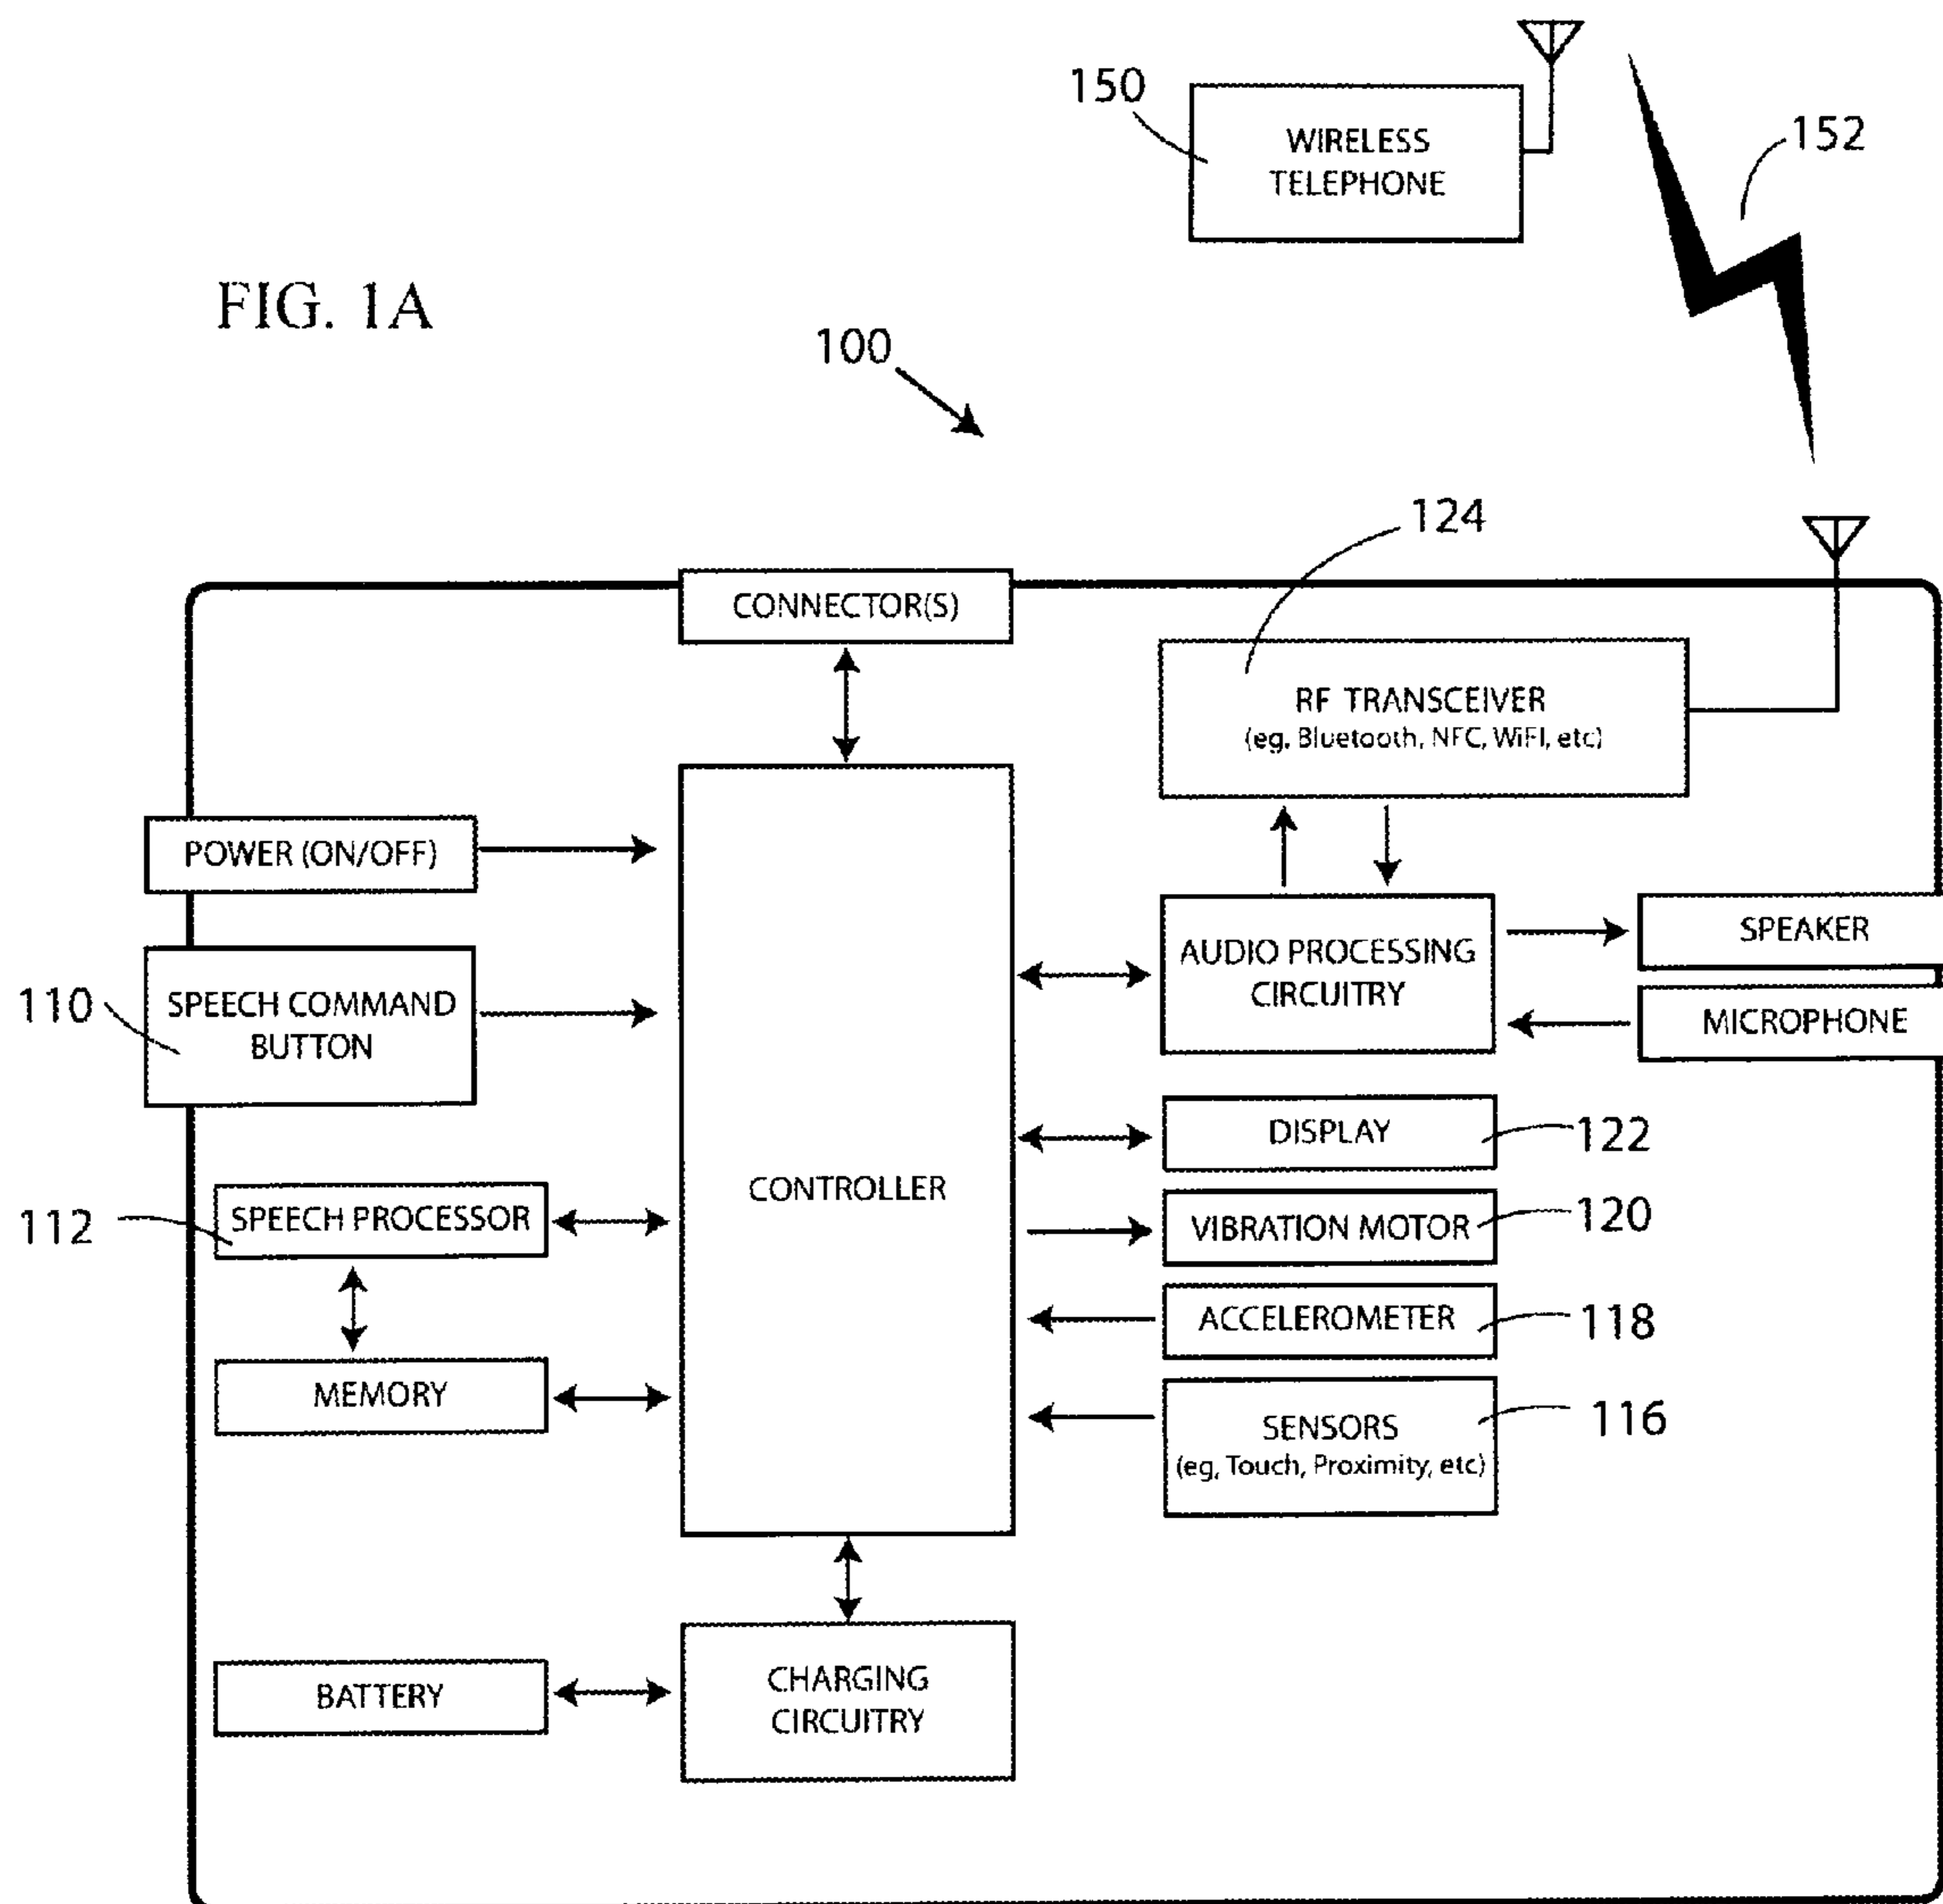 150
WIRELESS
TELEPHONE
152
FIG. 1A
100
124
CONNECTOR(S)
RF TRANSCEIVER
(eg, Bluetooth, NFC, WiFI, etc)
POWER (ON/OFF)
110
SPEECH COMMAND
BUTTON
AUDIO PROCESSING
CIRCUITRY
SPEAKER
MICROPHONE
CONTROLLER
DISPLAY
122
112
SPEECH PROCESSOR
VIBRATION MOTOR
120
ACCELEROMETER
118
MEMORY
SENSORS
(eg, Touch, Proximity, etc)
116
BATTERY
CHARGING
CIRCUITRY